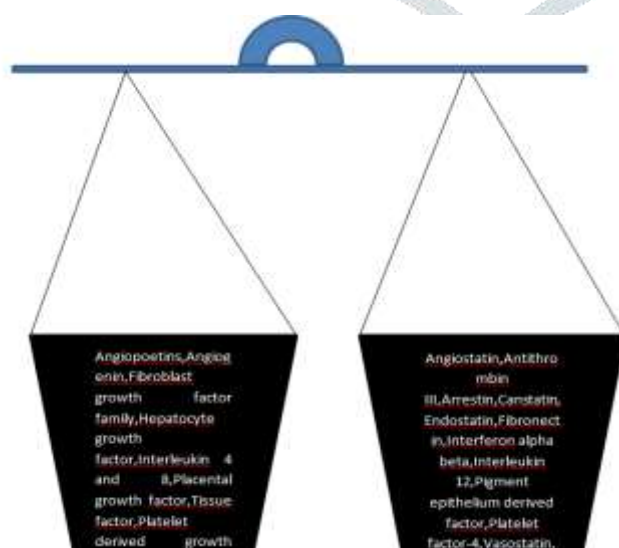 Angiopoetins,Angiog
enin,Fibroblast
growth factor
family,Hepatocyte
growth
factor,Interleukin 4
and 8,Placental
growth factor,Tissue
factor,Platelet
derived growth
Angiostatin,Antithro
mbin
III,Arrestin,Canstatin,
Endostatin,Fibronect
in,Interferon alpha
beta,Interleukin
12,Pigment
epithelium derived
factor,Platelet
factor-4,Vasostatin,